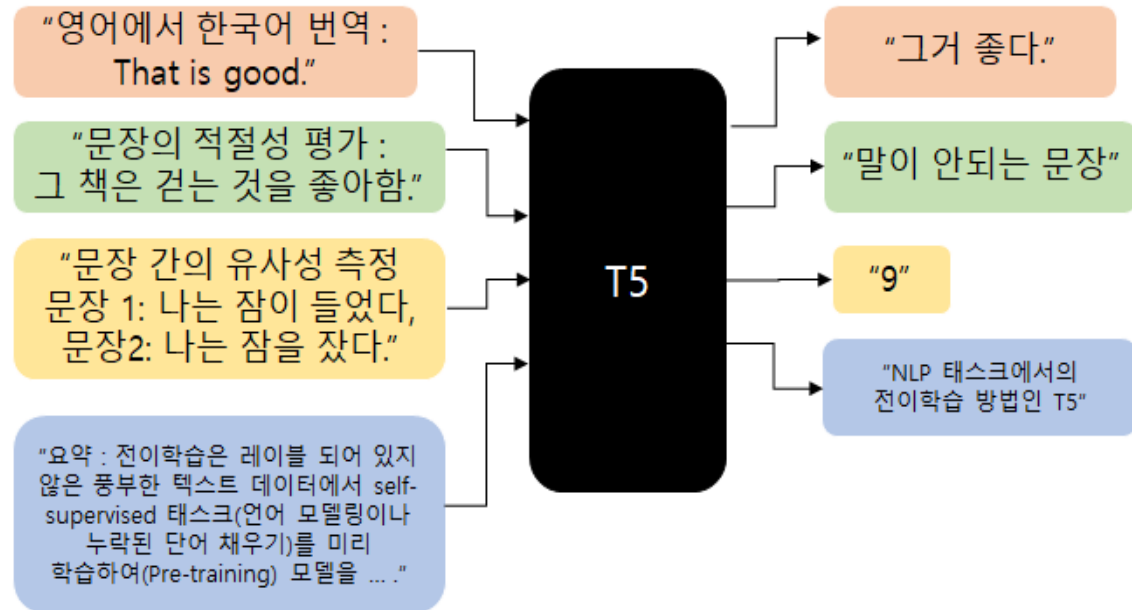 “영어에서 한국어 번역 :
That is good.”
“문장의 적절성 평가 :
그 책은 걷는 것을 좋아함.”
“문장 간의 유사성 측정
문장 1: 나는 잠이 들었다,
문장2: 나는 잠을 잤다.”
“요약 : 전이학습은 레이블 되어 있지
않은 풍부한 텍스트 데이터에서 self-
supervised 태스크(언어 모델링이나
누락된 단어 채우기)를 미리
학습하여(Pre-training) 모델을 ... .”
T5
“그거 좋다.”
“말이 안되는 문장”
“9”
“NLP 태스크에서의
전이학습 방법인 T5”